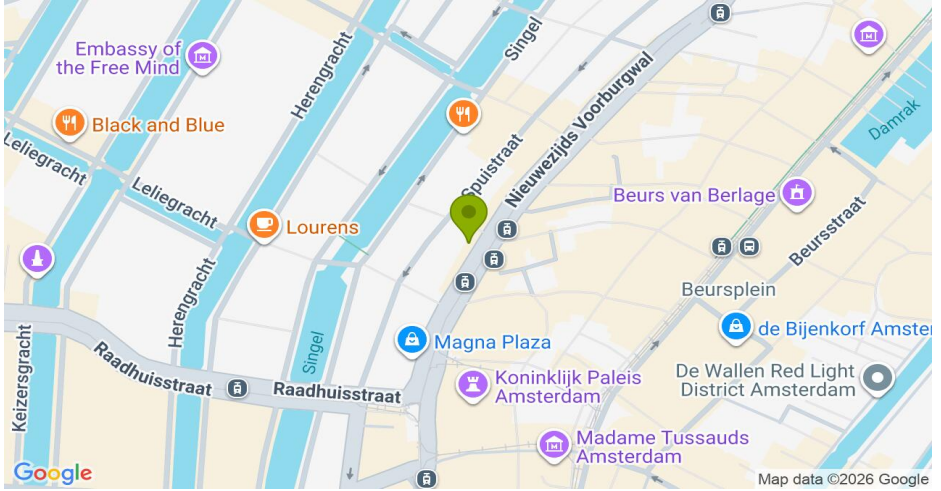 Embassy of
the Free Mind
Herengracht
Singel
Nieuwezijds Voorburgwal
Damrak
Black and Blue
Leliegracht
Leliegracht
Spuistraat
Beurs van Berlage
Lourens
Beursstraat
Herengracht
Beursplein
Singel
Magna Plaza
de Bijenkorf Amster
Keizersgracht
Raadhuisstraat
Raadhuisstraat
Koninklijk Paleis
Amsterdam
De Wallen Red Light
District Amsterdam
Madame Tussauds
Amsterdam
Google
Map data ©2026 Google